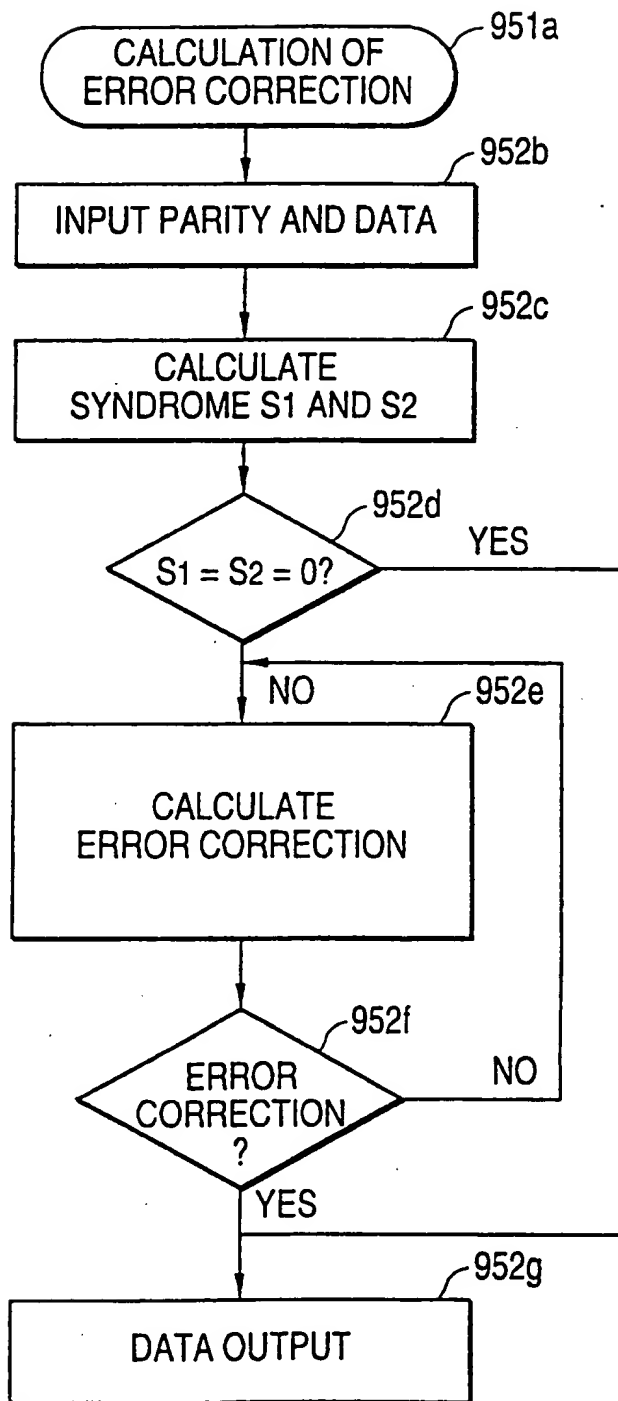 951a
CALCULATION OF
ERROR CORRECTION
952b
INPUT PARITY AND DATA
952c
CALCULATE
SYNDROME S1 AND S2
952d
S1 = S2 = 0?
YES
NO
952e
CALCULATE
ERROR CORRECTION
952f
ERROR
CORRECTION
?
NO
YES
952g
DATA OUTPUT